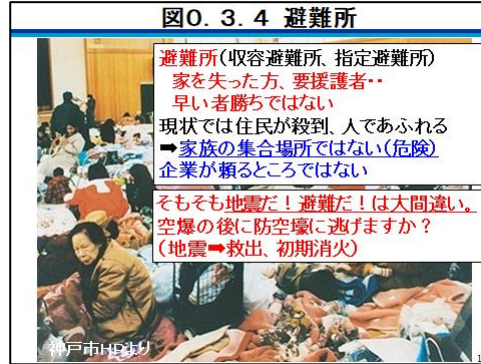 図0.3.4 避難所
避難所(収容避難所、指定避難所)
家を失った方、要援護者・・
早い者勝ちではない
現状では住民が殺到、人であふれる
➡家族の集合場所ではない(危険)
企業が頼るところではない
そもそも地震だ！避難だ！は大間違い。
空爆の後に防空壕に逃げますか？
(地震➡救出、初期消火)
神戸市HPより
1